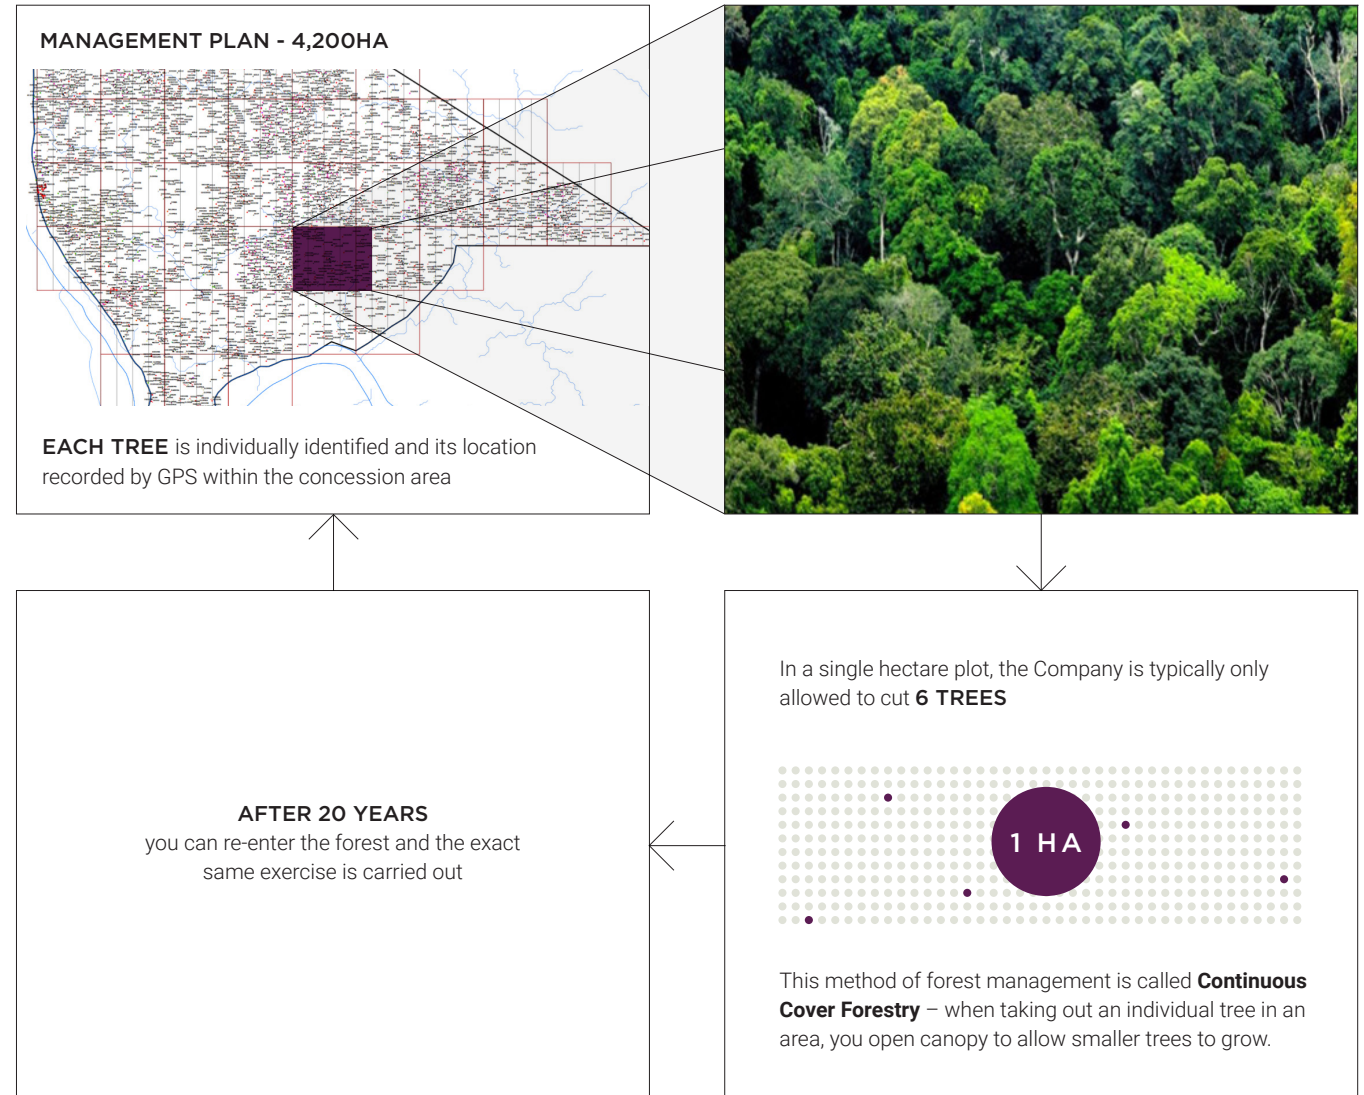 MANAGEMENT PLAN - 4,200HA
EACH TREE is individually identified and its location
recorded by GPS within the concession area
In a single hectare plot, the Company is typically only
allowed to cut 6 TREES
1 HA
This method of forest management is called Continuous
Cover Forestry – when taking out an individual tree in an
area, you open canopy to allow smaller trees to grow.
AFTER 20 YEARS
you can re-enter the forest and the exact
same exercise is carried out